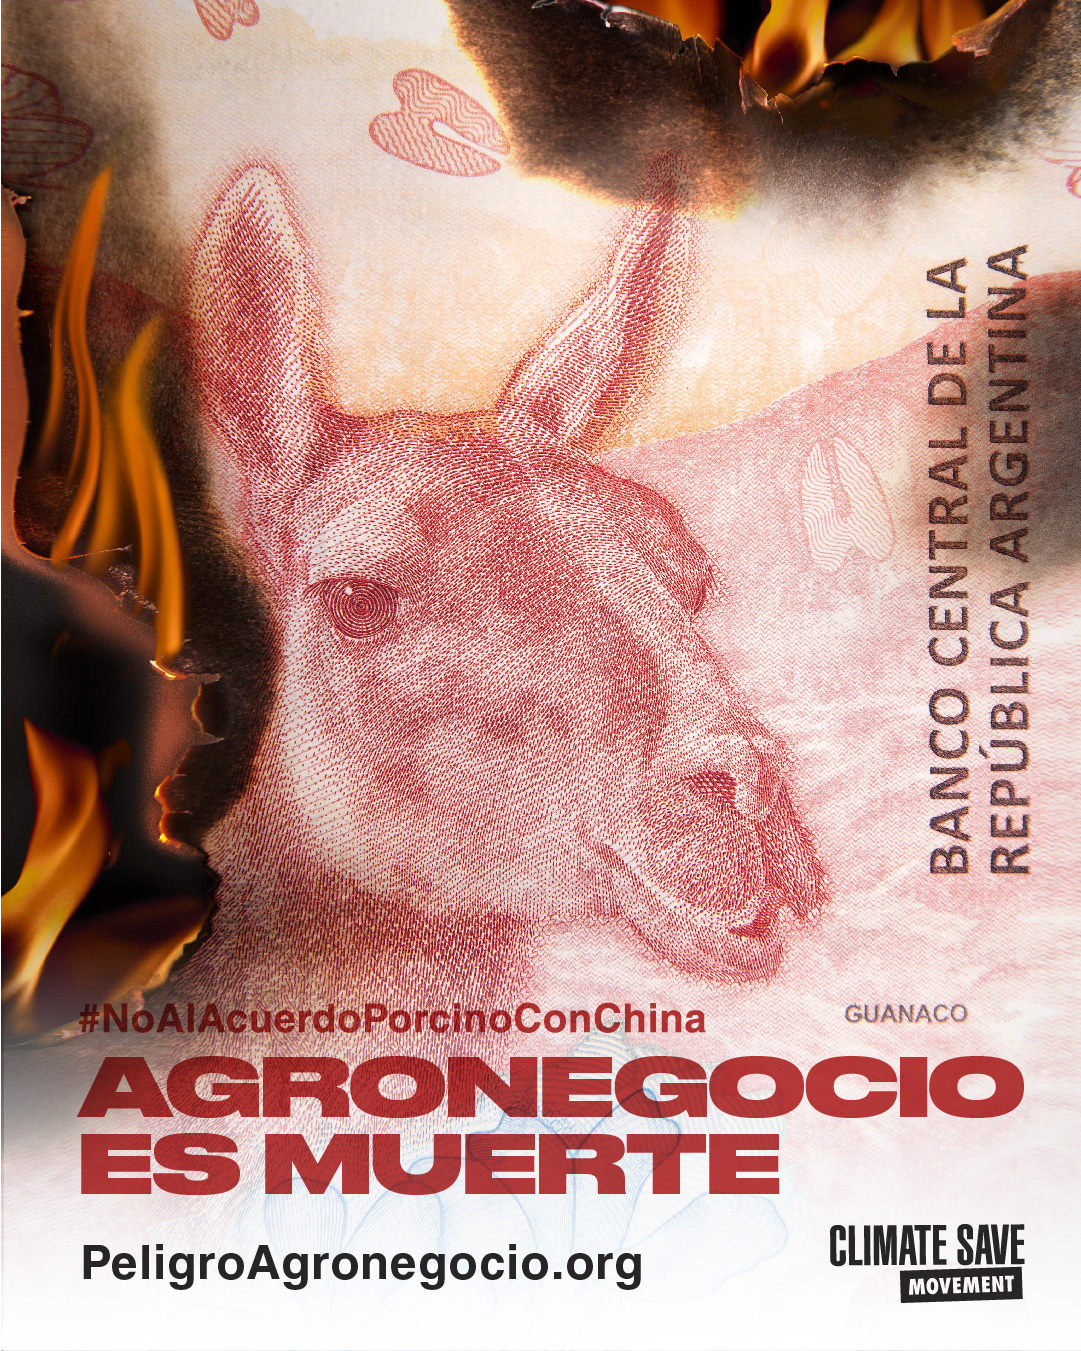 BANCO CENTRAL DE LA
REPÚBLICA ARGENTINA
#NoAlAcuerdoPorcinoConChina
GUANACO
AGRONEGOCIO
ES MUERTE
PeligroAgronegocio.org
CLIMATE SAVE
MOVEMENT